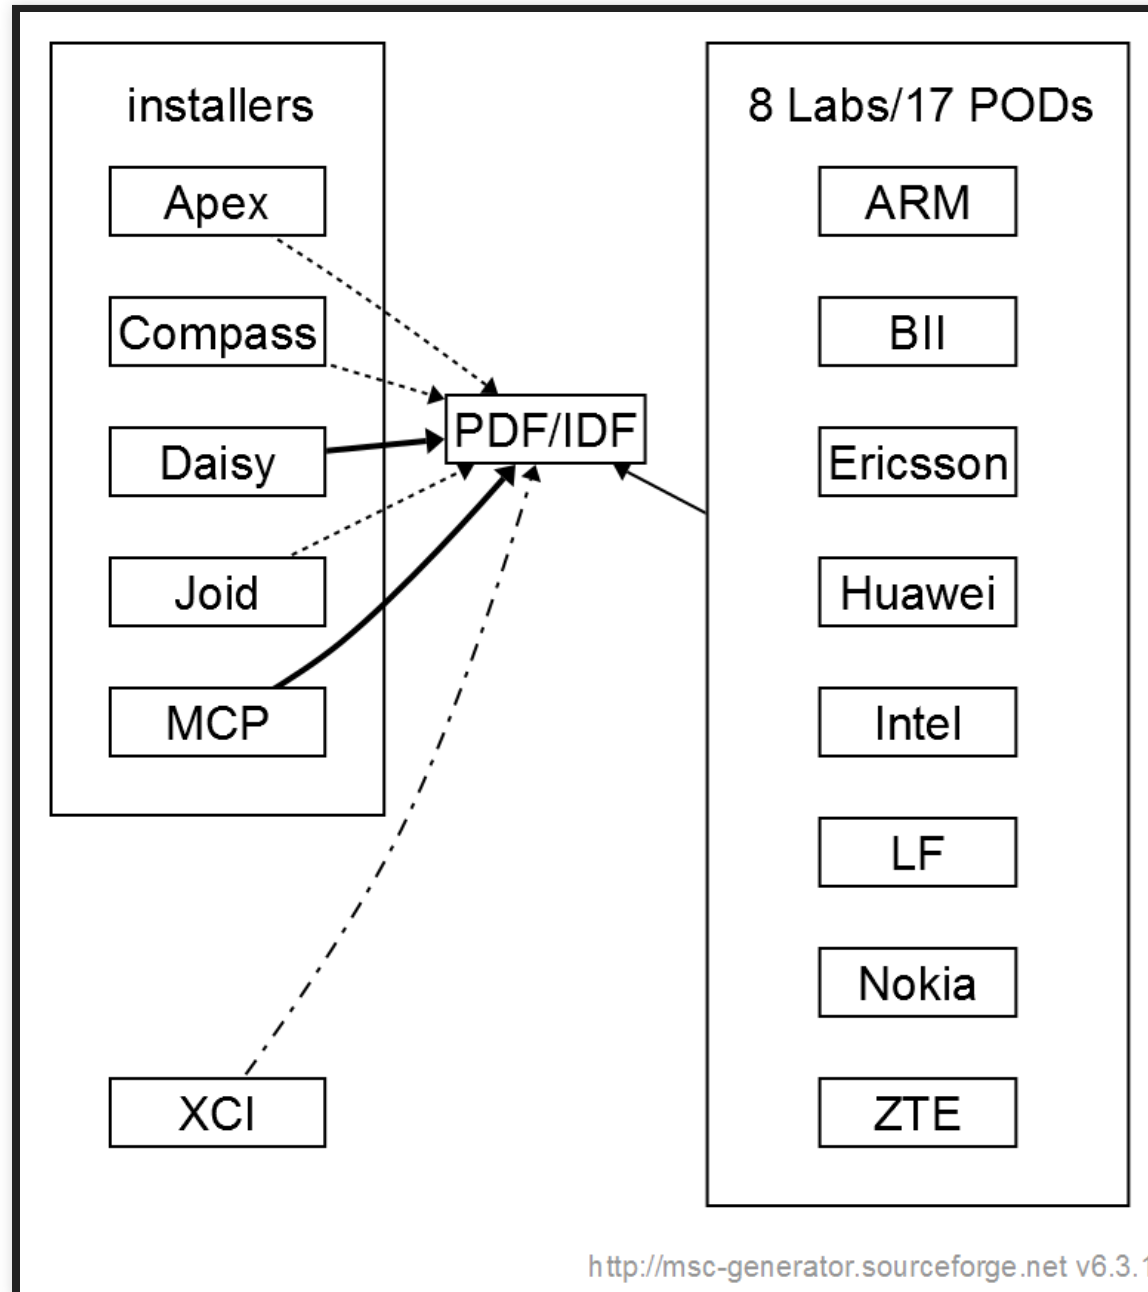 installers
Apex
Compass
Daisy
Joid
MCP
XCI
PDF/IDF
8 Labs/17 PODs
ARM
BII
Ericsson
Huawei
Intel
LF
Nokia
ZTE
http://msc-generator.sourceforge.net v6.3.1